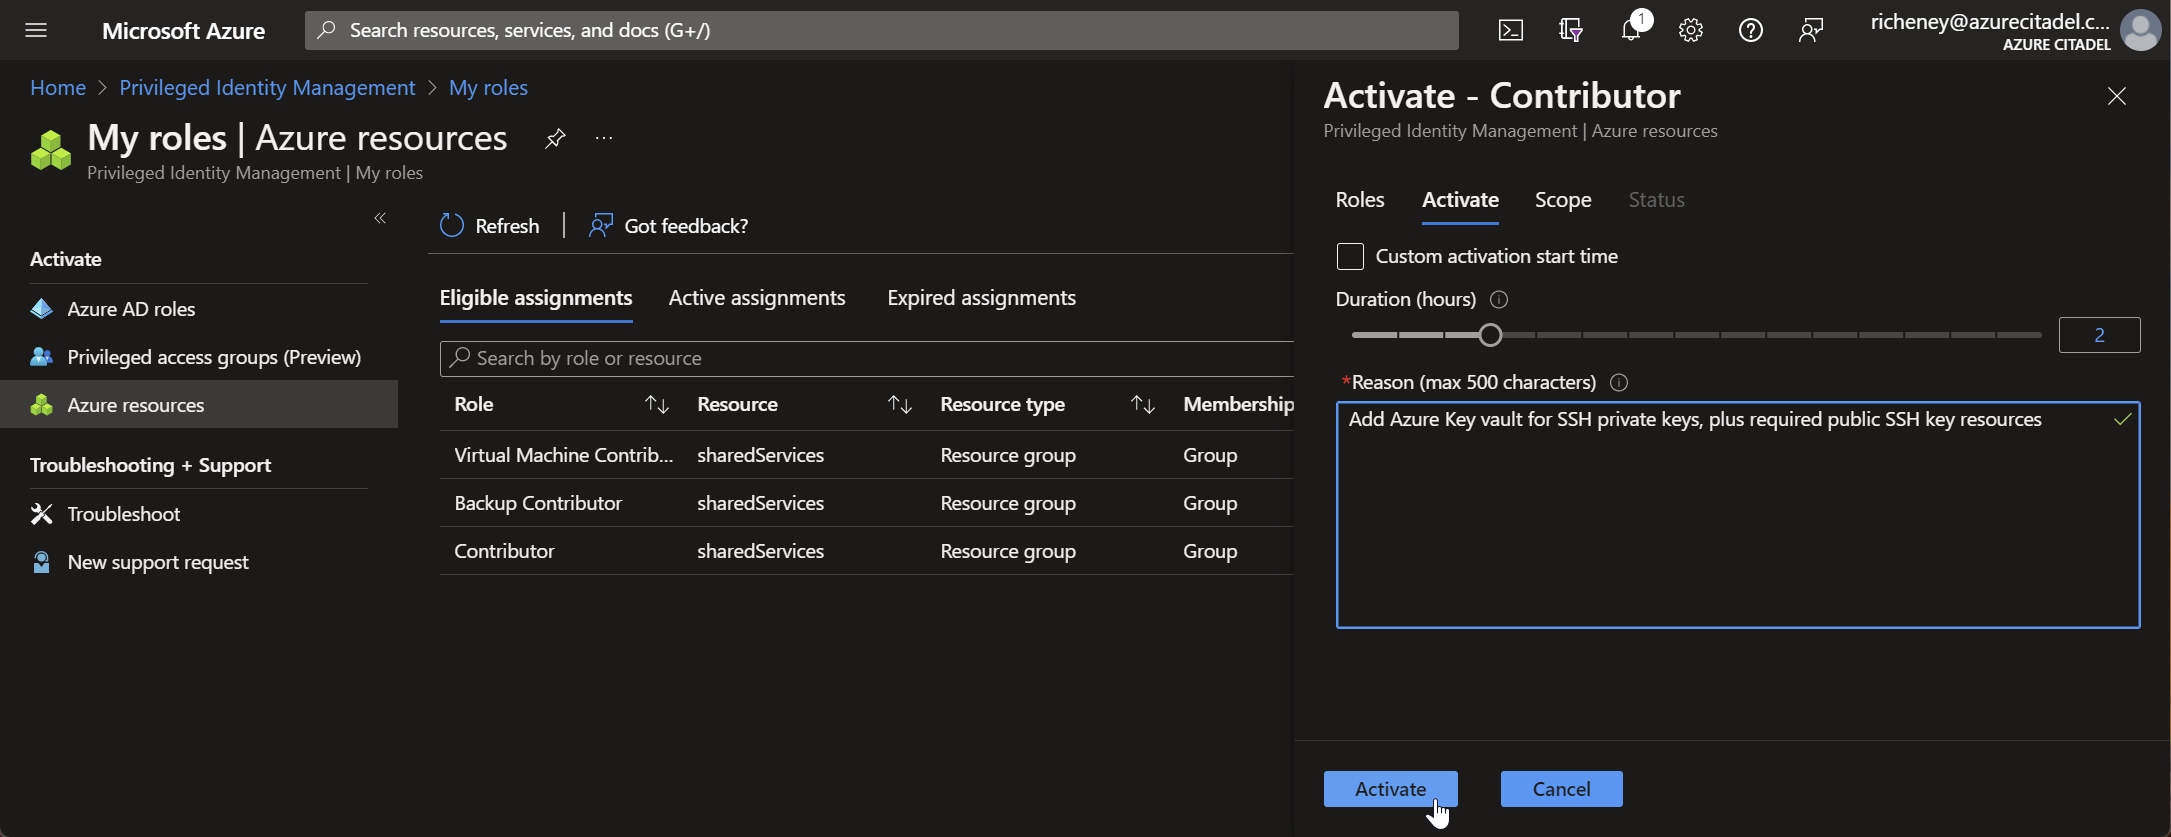 Microsoft Azure
Search resources, services, and docs (G+/)
1
richeney@azurecitadel.c...
AZURE CITADEL
Home > Privileged Identity Management > My roles
My roles | Azure resources
...
Privileged Identity Management | My roles
«
Refresh
Got feedback?
Activate
Azure AD roles
Privileged access groups (Preview)
Azure resources
Troubleshooting + Support
Troubleshoot
New support request
Eligible assignments
Active assignments
Expired assignments
Search by role or resource
Role Resource Resource type Membership
Virtual Machine Contrib... sharedServices Resource group Group
Backup Contributor sharedServices Resource group Group
Contributor sharedServices Resource group Group
Activate - Contributor
Privileged Identity Management | Azure resources
Roles Activate Scope Status
Custom activation start time
Duration (hours)
2
*Reason (max 500 characters)
Add Azure Key vault for SSH private keys, plus required public SSH key resources
Activate
Cancel